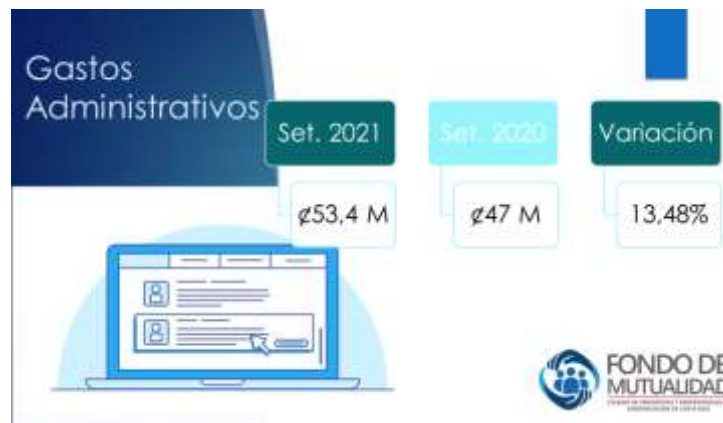 Gastos
Administrativos
Set. 2021
Set. 2020
Variación
₡53,4 M
₡47 M
13,48%
FONDO DE
MUTUALIDAD